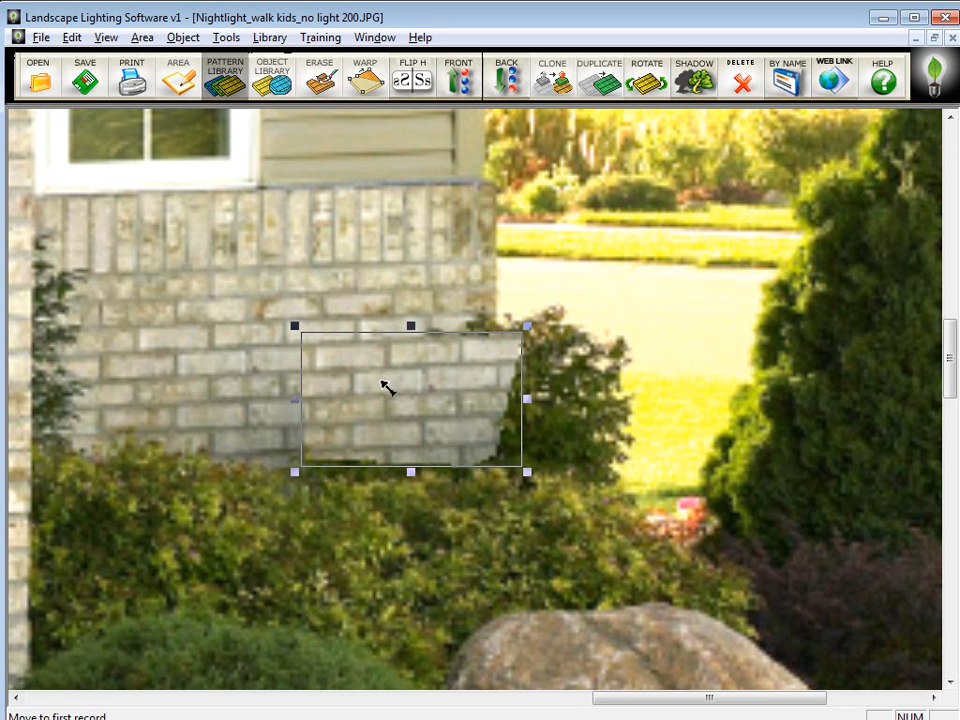 Landscape Lighting Software v1 - [Nightlight_walk kids_no light 200.JPG]
File Edit View Area Object Tools Library Training Window Help
OPEN SAVE PRINT AREA PATTERN LIBRARY OBJECT LIBRARY ERASE WARP FLIP H FRONT BACK CLONE DUPLICATE ROTATE SHADOW DELETE BY NAME WEB LINK HELP
Move to first record
NUM